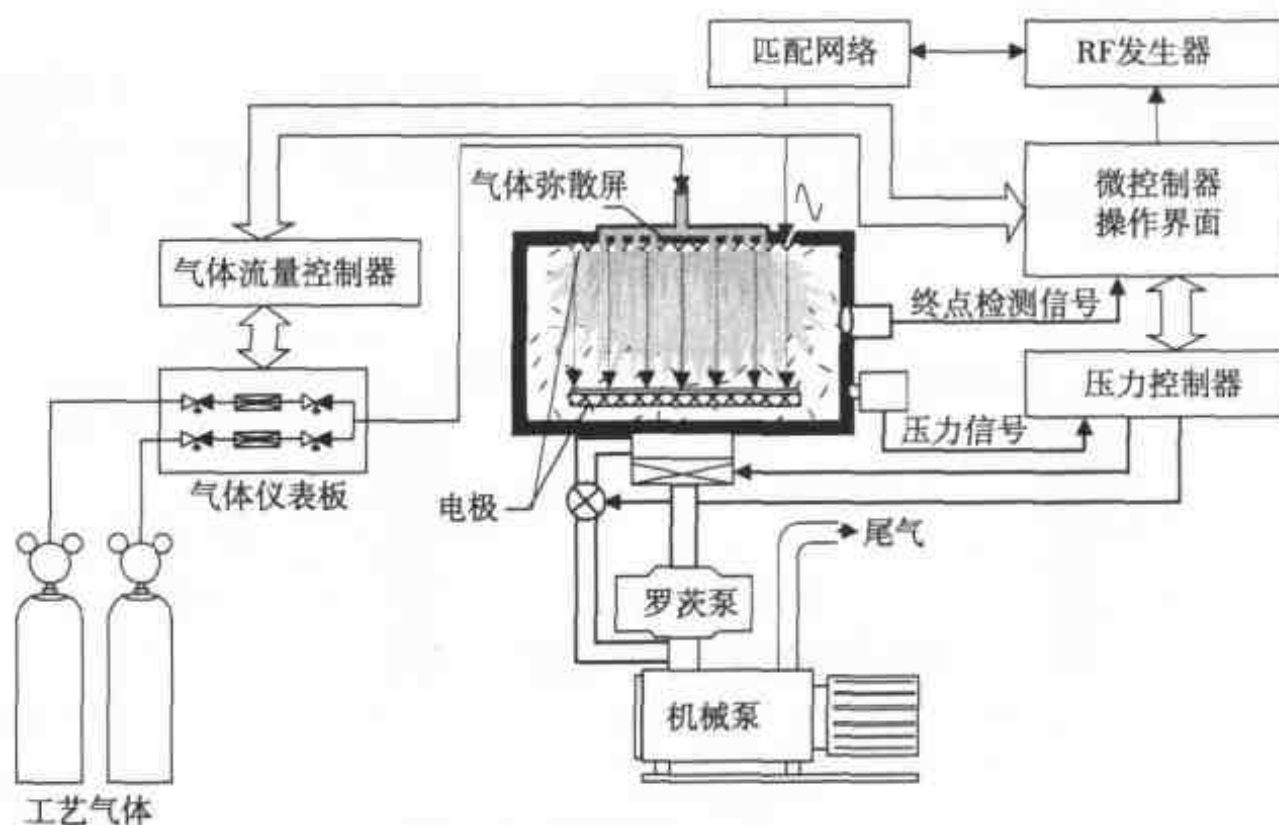 匹配网络
RF发生器
气体弥散屏
微控制器
操作界面
气体流量控制器
终点检测信号
压力控制器
压力信号
气体仪表板
电极
尾气
罗茨泵
机械泵
工艺气体